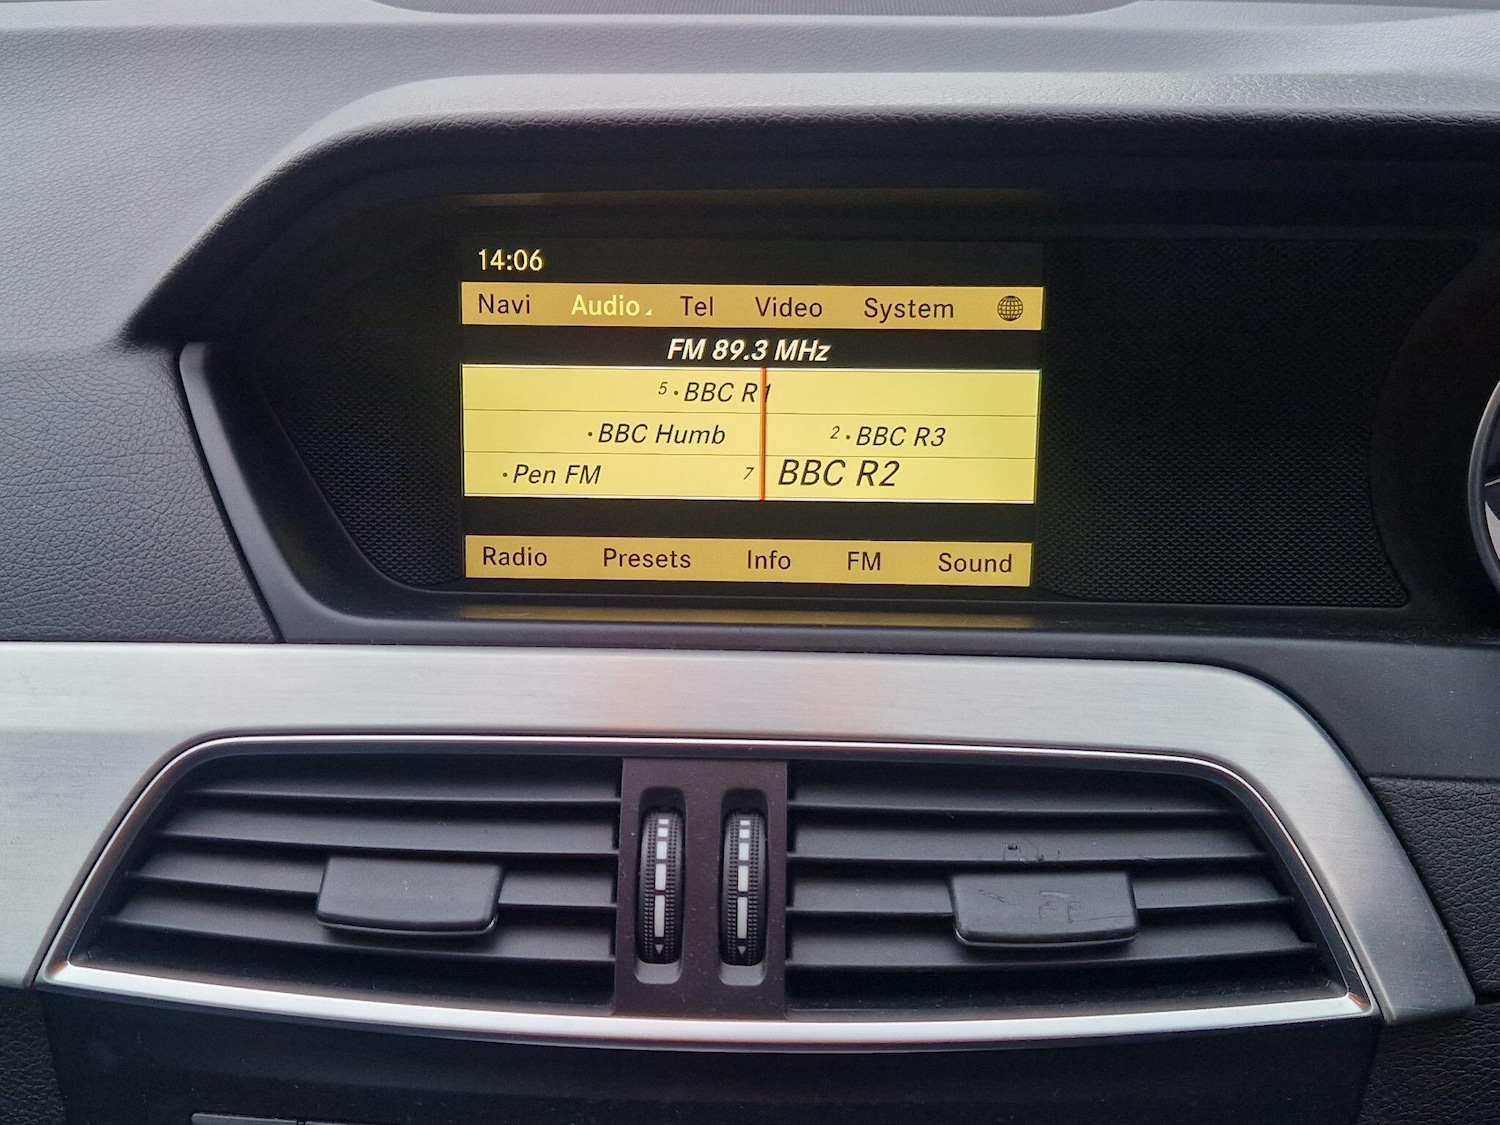 14:06
Navi Audio Tel Video System
FM 89.3 MHz
5 · BBC R1
· BBC Humb 2 · BBC R3
· Pen FM 7 BBC R2
Radio Presets Info FM Sound